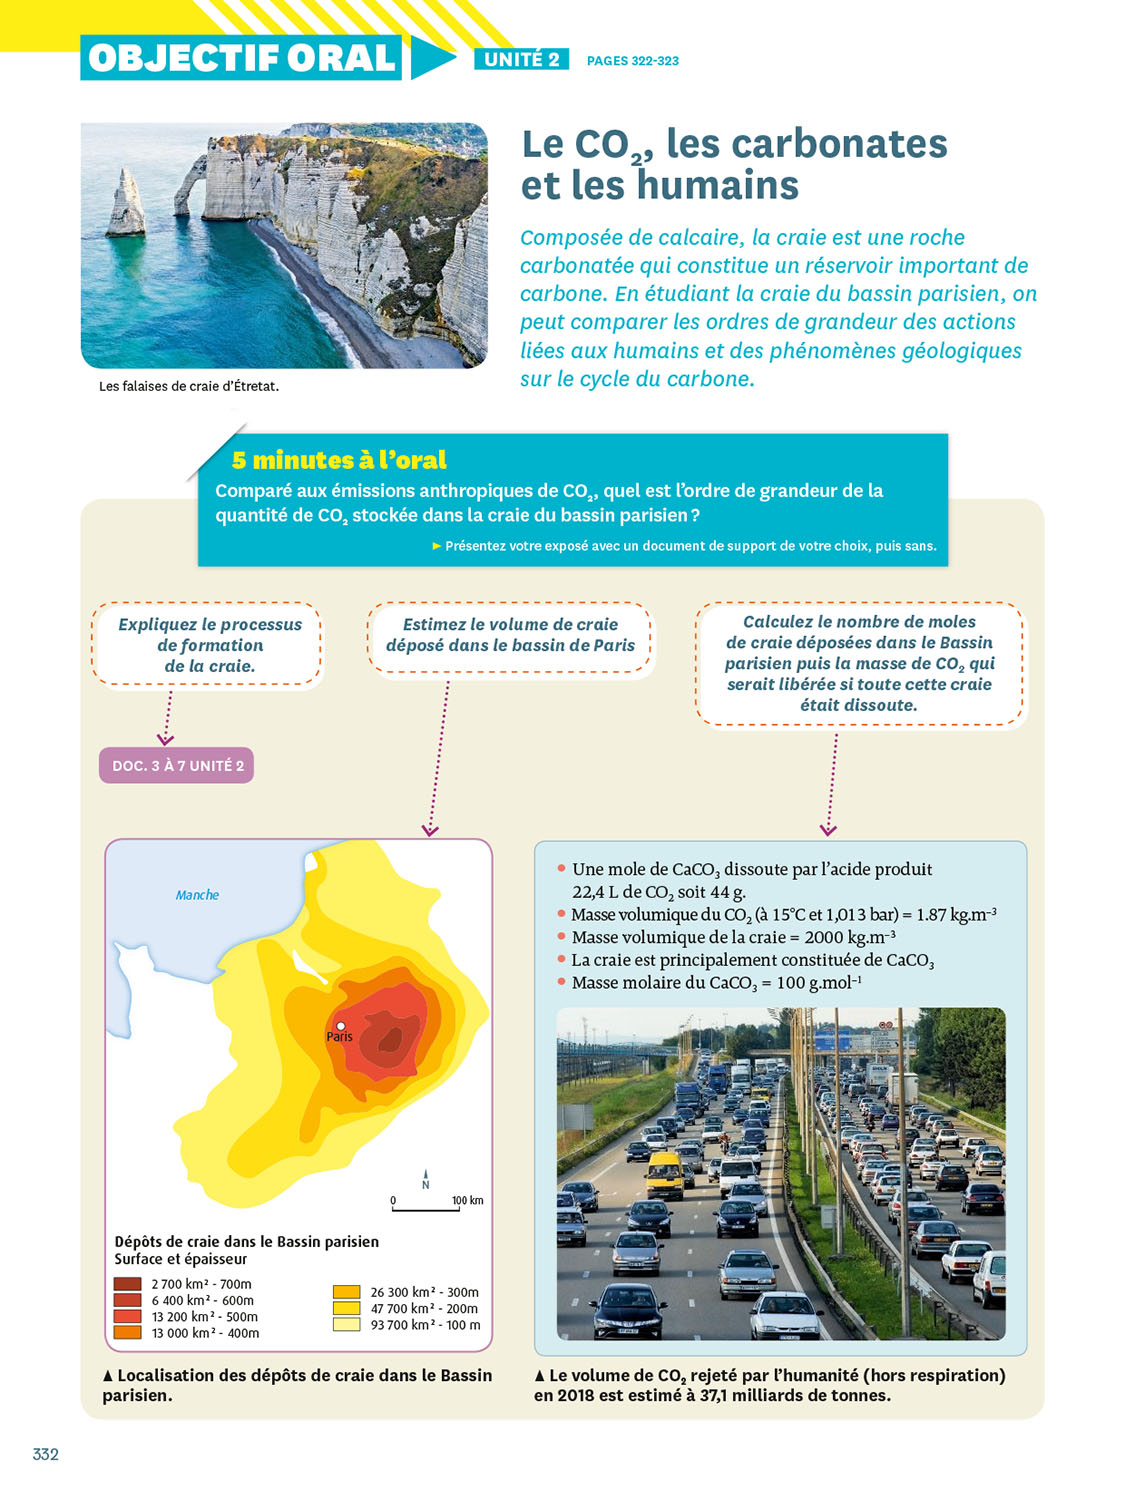 OBJECTIF ORAL
UNITÉ 2
PAGES 322-323
Le CO₂, les carbonates
et les humains
Composée de calcaire, la craie est une roche
carbonatée qui constitue un réservoir important de
carbone. En étudiant la craie du bassin parisien, on
peut comparer les ordres de grandeur des actions
liées aux humains et des phénomènes géologiques
sur le cycle du carbone.
Les falaises de craie d'Étretat.
5 minutes à l'oral
Comparé aux émissions anthropiques de CO₂, quel est l'ordre de grandeur de la
quantité de CO₂ stockée dans la craie du bassin parisien ?
► Présentez votre exposé avec un document de support de votre choix, puis sans.
Expliquez le processus
de formation
de la craie.
DOC. 3 À 7 UNITÉ 2
Estimez le volume de craie
déposé dans le bassin de Paris
Calculez le nombre de moles
de craie déposées dans le Bassin
parisien puis la masse de CO₂ qui
serait libérée si toute cette craie
était dissoute.
Manche
Paris
N
0 100 km
Dépôts de craie dans le Bassin parisien
Surface et épaisseur
2 700 km² - 700m
6 400 km² - 600m
13 200 km² - 500m
13 000 km² - 400m
26 300 km² - 300m
47 700 km² - 200m
93 700 km² - 100 m
▲ Localisation des dépôts de craie dans le Bassin
parisien.
• Une mole de CaCO₃ dissoute par l'acide produit
22,4 L de CO₂ soit 44 g.
• Masse volumique du CO₂ (à 15°C et 1,013 bar) = 1.87 kg.m⁻³
• Masse volumique de la craie = 2000 kg.m⁻³
• La craie est principalement constituée de CaCO₃
• Masse molaire du CaCO₃ = 100 g.mol⁻¹
▲ Le volume de CO₂ rejeté par l'humanité (hors respiration)
en 2018 est estimé à 37,1 milliards de tonnes.
332